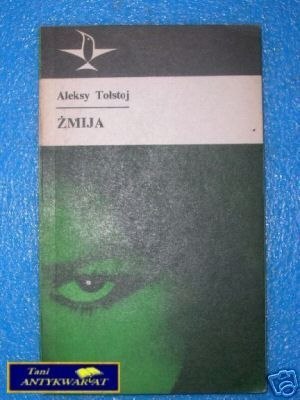 Aleksy Tołstoj
ŻMIJA
Tani
ANTYKWARIAT